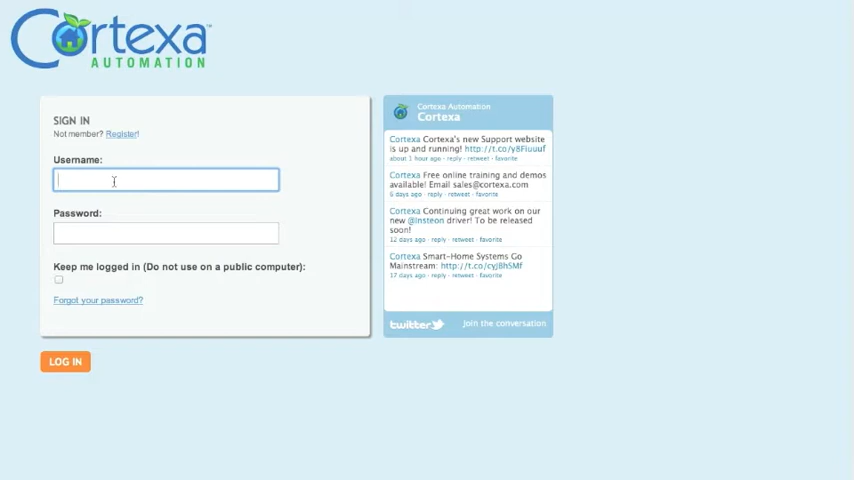 Cortexa™
AUTOMATION
SIGN IN
Not member? Register!
Username:
Password:
Keep me logged in (Do not use on a public computer):
Forgot your password?
LOG IN
Cortexa Automation
Cortexa
Cortexa Cortexa's new Support website
is up and running! http://t.co/y8Fiuuuf
about 1 hour ago · reply · retweet · favorite
Cortexa Free online training and demos
available! Email sales@cortexa.com
6 days ago · reply · retweet · favorite
Cortexa Continuing great work on our
new @insteon driver! To be released
soon!
12 days ago · reply · retweet · favorite
Cortexa Smart-Home Systems Go
Mainstream: http://t.co/cyJBhSMf
17 days ago · reply · retweet · favorite
twitter
Join the conversation